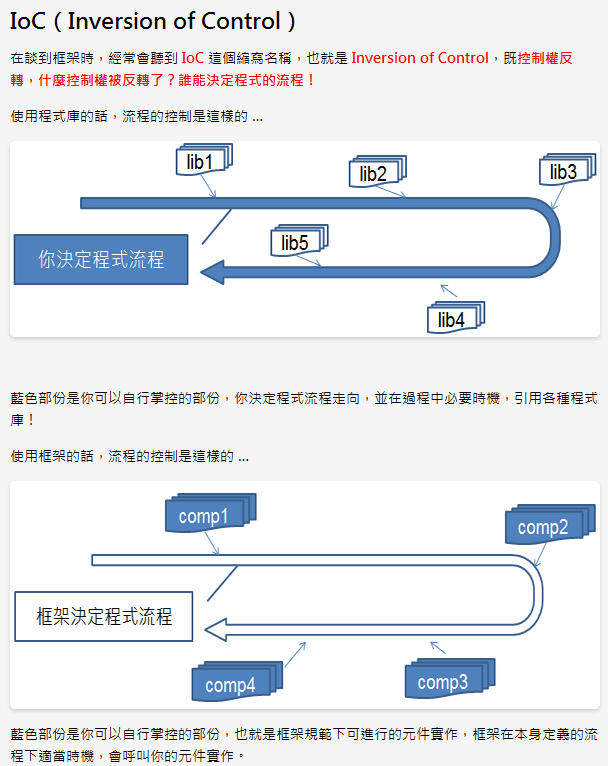 IoC（Inversion of Control）
在談到框架時，經常會聽到 IoC 這個縮寫名稱，也就是 Inversion of Control，既控制權反
轉，什麼控制權被反轉了？誰能決定程式的流程！
使用程式庫的話，流程的控制是這樣的 ...
lib1
lib2
lib3
你決定程式流程
lib5
lib4
藍色部份是你可以自行掌控的部份，你決定程式流程走向，並在過程中必要時機，引用各種程式
庫！
使用框架的話，流程的控制是這樣的 ...
comp1
comp2
框架決定程式流程
comp4
comp3
藍色部份是你可以自行掌控的部份，也就是框架規範下可進行的元件實作，框架在本身定義的流
程下適當時機，會呼叫你的元件實作。